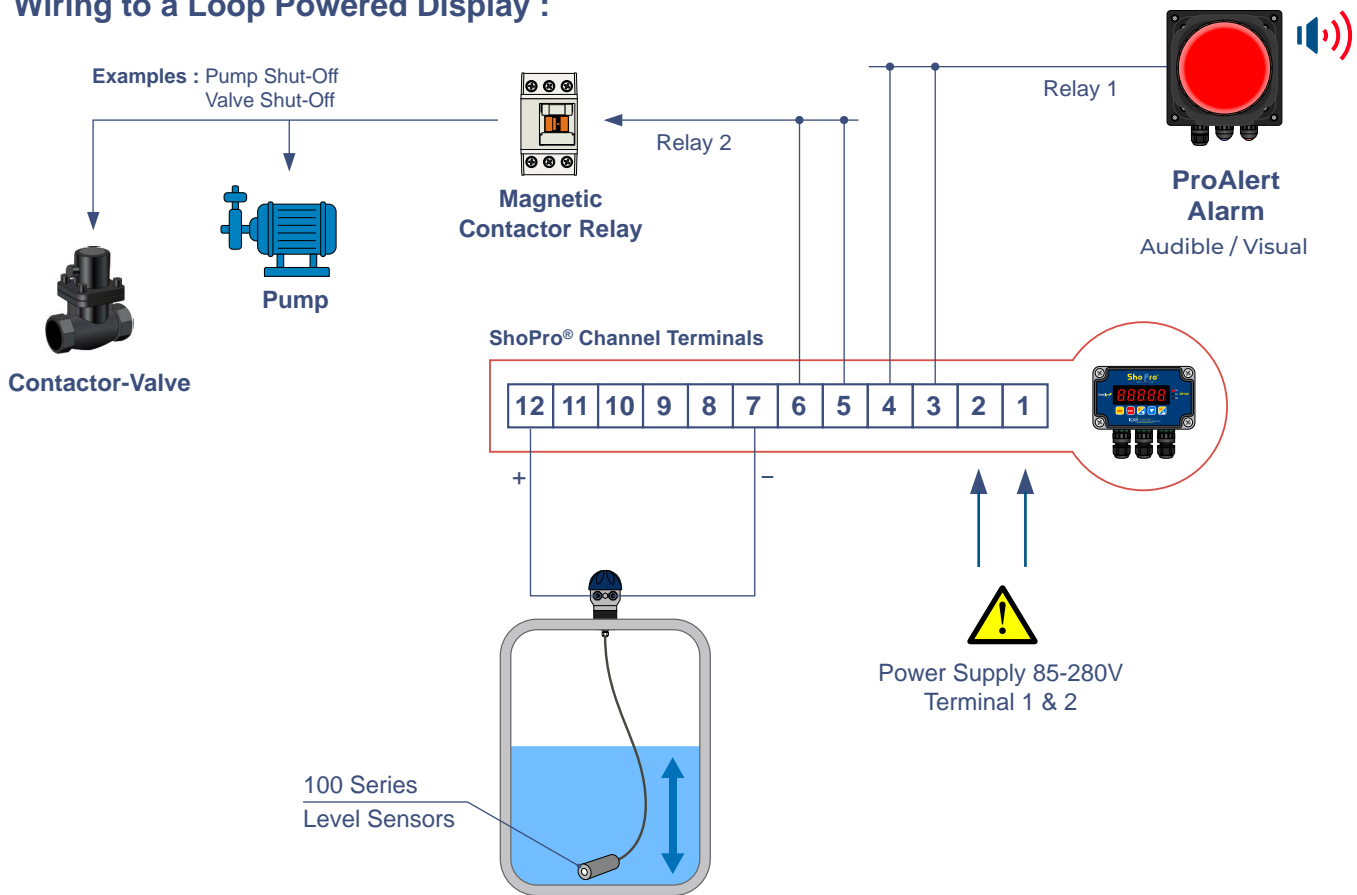 Wiring to a Loop Powered Display :
Examples : Pump Shut-Off
Valve Shut-Off
Relay 1
Relay 2
Magnetic
Contactor Relay
ProAlert
Alarm
Audible / Visual
Pump
Contactor-Valve
ShoPro® Channel Terminals
12 11 10 9 8 7 6 5 4 3 2 1
ShoPro
88888
+
−
!
Power Supply 85-280V
Terminal 1 & 2
100 Series
Level Sensors